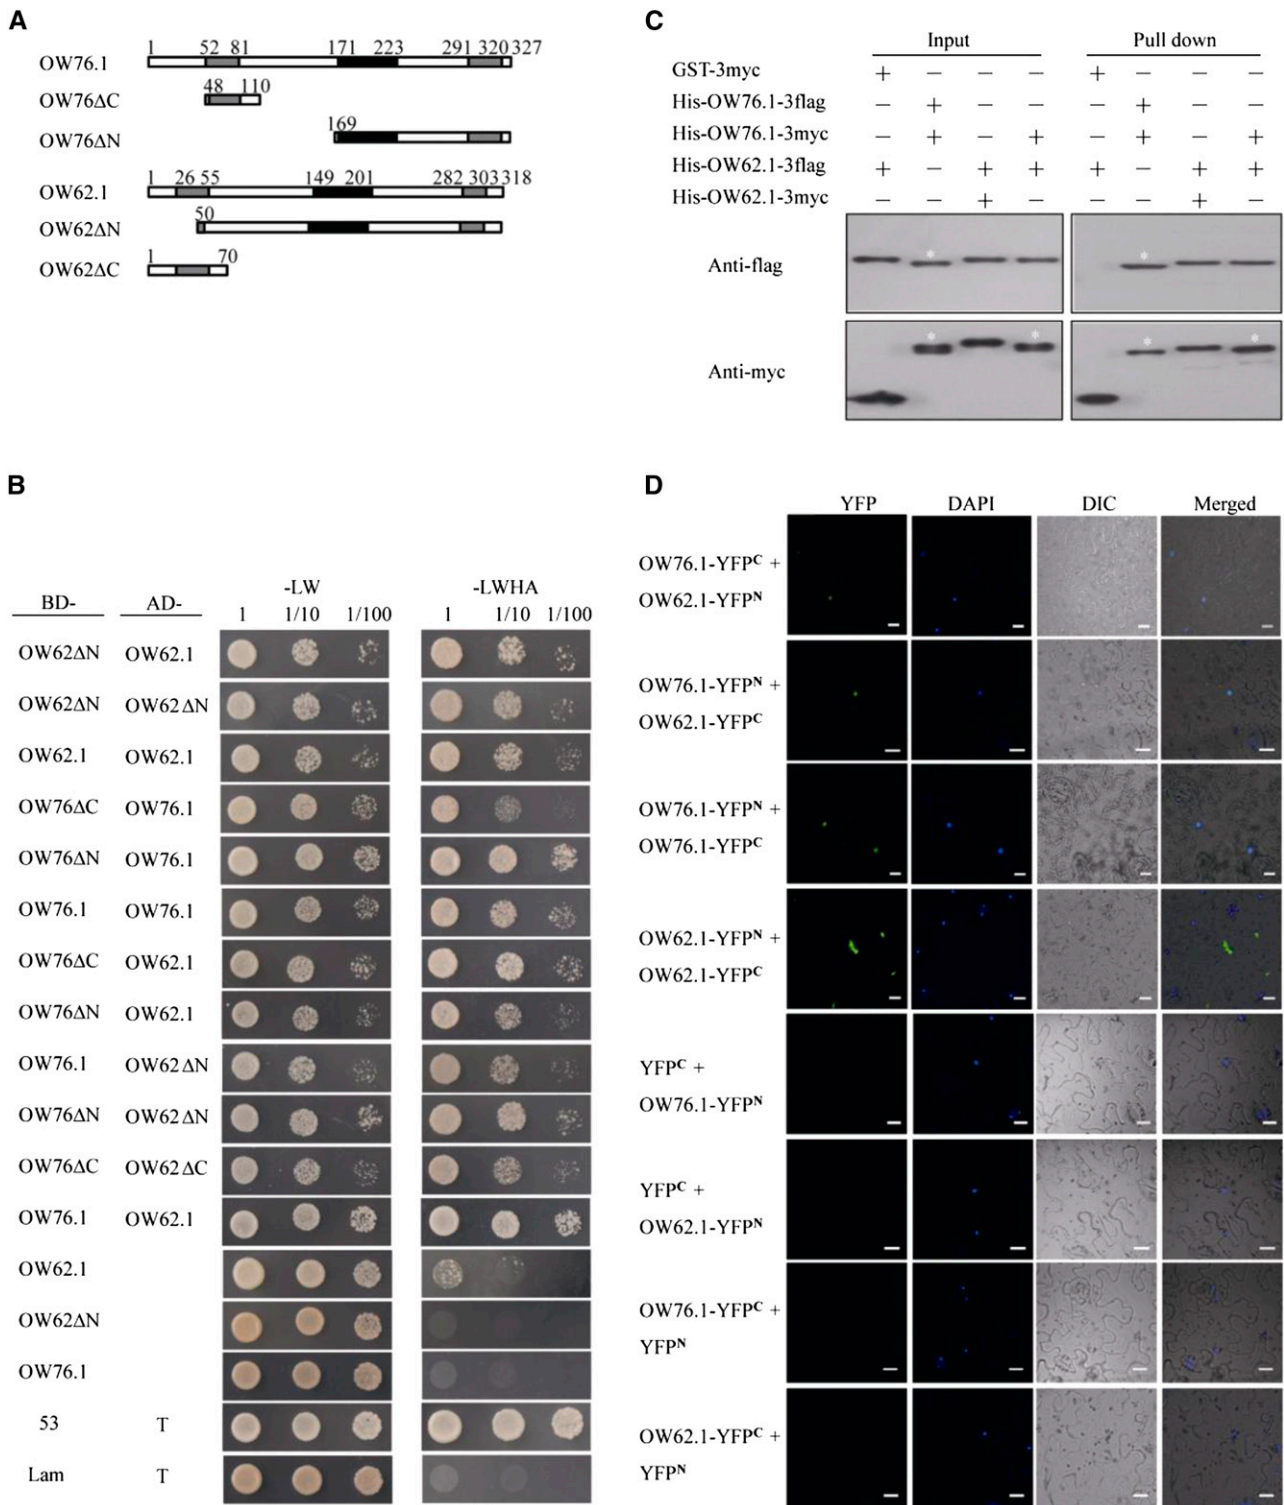 A
1 52 81 171 223 291 320 327
OW76.1
48 110
OW76ΔC
169
OW76ΔN
1 26 55 149 201 282 303 318
OW62.1
50
OW62ΔN
1 70
OW62ΔC
C
Input Pull down
GST-3myc + − − − + − − −
His-OW76.1-3flag − + − − − + − −
His-OW76.1-3myc − + − + − + − +
His-OW62.1-3flag + − + + + − + +
His-OW62.1-3myc − − + − − − + −
Anti-flag * *
Anti-myc * * * *
B
-LW -LWHA
BD- AD- 1 1/10 1/100 1 1/10 1/100
OW62ΔN OW62.1
OW62ΔN OW62ΔN
OW62.1 OW62.1
OW76ΔC OW76.1
OW76ΔN OW76.1
OW76.1 OW76.1
OW76ΔC OW62.1
OW76ΔN OW62.1
OW76.1 OW62ΔN
OW76ΔN OW62ΔN
OW76ΔC OW62ΔC
OW76.1 OW62.1
OW62.1
OW62ΔN
OW76.1
53 T
Lam T
D
YFP DAPI DIC Merged
OW76.1-YFPᶜ +
OW62.1-YFPᴺ
OW76.1-YFPᴺ +
OW62.1-YFPᶜ
OW76.1-YFPᴺ +
OW76.1-YFPᶜ
OW62.1-YFPᴺ +
OW62.1-YFPᶜ
YFPᶜ +
OW76.1-YFPᴺ
YFPᶜ +
OW62.1-YFPᴺ
OW76.1-YFPᶜ +
YFPᴺ
OW62.1-YFPᶜ +
YFPᴺ